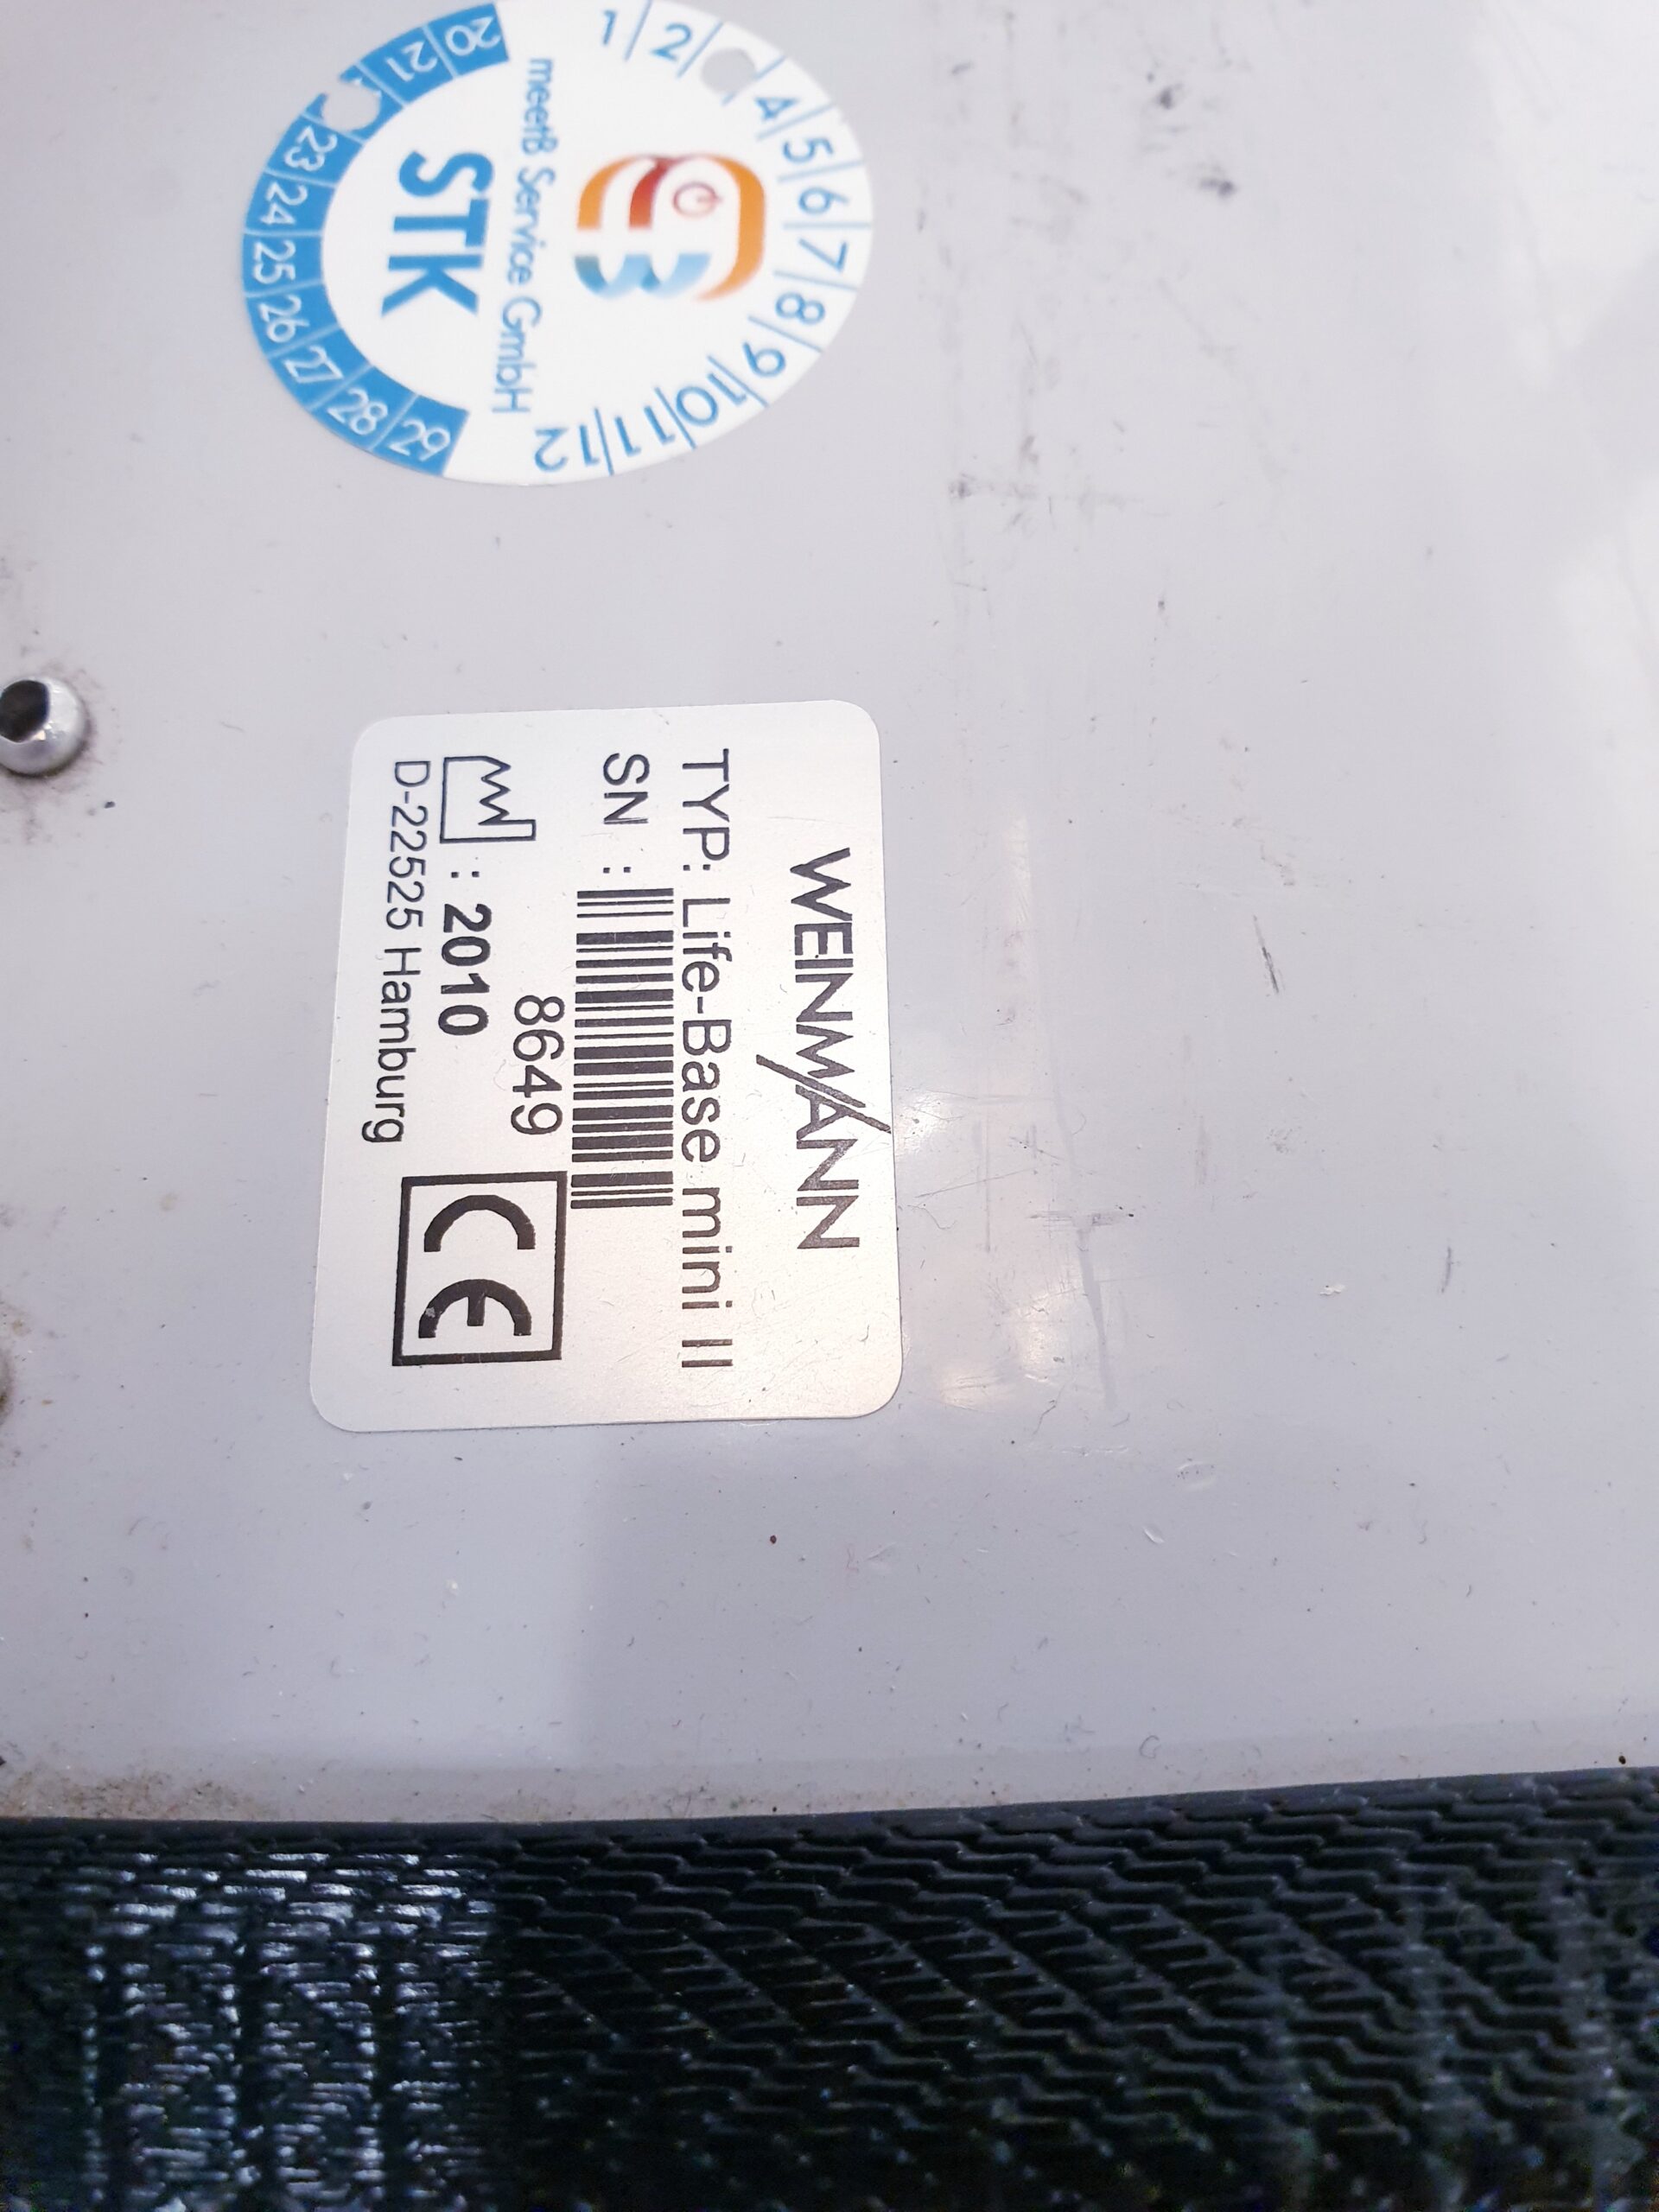 1 2 4 5 6 7 8 9 10 11 12
meetB Service GmbH
STK
20 21 23 24 25 26 27 28 29
WEINMANN
TYP: Life-Base mini II
SN :
8649
: 2010
D-22525 Hamburg
CE